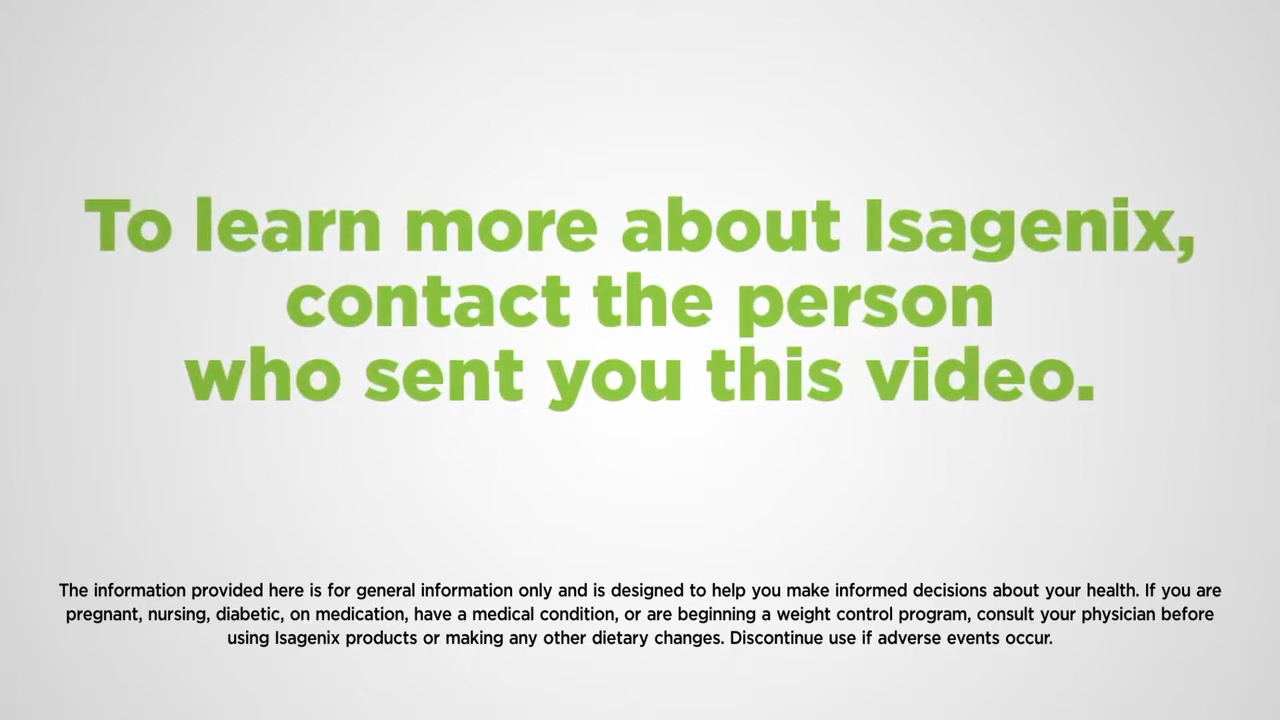 To learn more about Isagenix,
contact the person
who sent you this video.
The information provided here is for general information only and is designed to help you make informed decisions about your health. If you are
pregnant, nursing, diabetic, on medication, have a medical condition, or are beginning a weight control program, consult your physician before
using Isagenix products or making any other dietary changes. Discontinue use if adverse events occur.